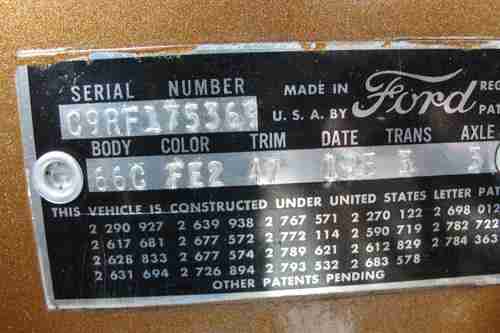 SERIAL NUMBER
MADE IN
U.S.A. BY
Ford
REC
PA
BODY COLOR TRIM DATE TRANS AXLE
66C FE2 47
THIS VEHICLE IS CONSTRUCTED UNDER UNITED STATES LETTER PAT
2 290 927 2 639 938 2 767 571 2 270 122 2 698 012
2 617 681 2 677 572 2 772 114 2 590 719 2 782 722
2 628 833 2 677 574 2 789 621 2 612 829 2 784 363
2 631 694 2 726 894 2 793 532 2 683 578
OTHER PATENTS PENDING